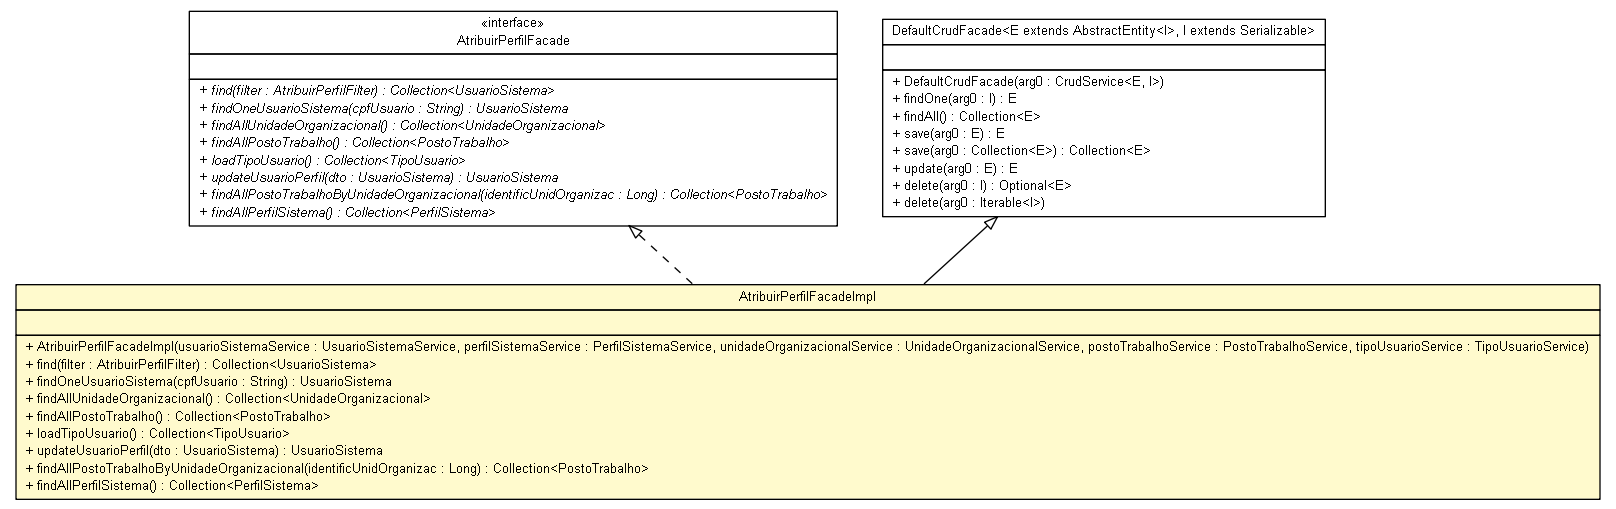 «interface»
AtribuirPerfilFacade
+ find(filter : AtribuirPerfilFilter) : Collection<UsuarioSistema>
+ findOneUsuarioSistema(cpfUsuario : String) : UsuarioSistema
+ findAllUnidadeOrganizacional() : Collection<UnidadeOrganizacional>
+ findAllPostoTrabalho() : Collection<PostoTrabalho>
+ loadTipoUsuario() : Collection<TipoUsuario>
+ updateUsuarioPerfil(dto : UsuarioSistema) : UsuarioSistema
+ findAllPostoTrabalhoByUnidadeOrganizacional(identificUnidOrganizac : Long) : Collection<PostoTrabalho>
+ findAllPerfilSistema() : Collection<PerfilSistema>
DefaultCrudFacade<E extends AbstractEntity<I>, I extends Serializable>
+ DefaultCrudFacade(arg0 : CrudService<E, I>)
+ findOne(arg0 : I) : E
+ findAll() : Collection<E>
+ save(arg0 : E) : E
+ save(arg0 : Collection<E>) : Collection<E>
+ update(arg0 : E) : E
+ delete(arg0 : I) : Optional<E>
+ delete(arg0 : Iterable<I>)
AtribuirPerfilFacadeImpl
+ AtribuirPerfilFacadeImpl(usuarioSistemaService : UsuarioSistemaService, perfilSistemaService : PerfilSistemaService, unidadeOrganizacionalService : UnidadeOrganizacionalService, postoTrabalhoService : PostoTrabalhoService, tipoUsuarioService : TipoUsuarioService)
+ find(filter : AtribuirPerfilFilter) : Collection<UsuarioSistema>
+ findOneUsuarioSistema(cpfUsuario : String) : UsuarioSistema
+ findAllUnidadeOrganizacional() : Collection<UnidadeOrganizacional>
+ findAllPostoTrabalho() : Collection<PostoTrabalho>
+ loadTipoUsuario() : Collection<TipoUsuario>
+ updateUsuarioPerfil(dto : UsuarioSistema) : UsuarioSistema
+ findAllPostoTrabalhoByUnidadeOrganizacional(identificUnidOrganizac : Long) : Collection<PostoTrabalho>
+ findAllPerfilSistema() : Collection<PerfilSistema>